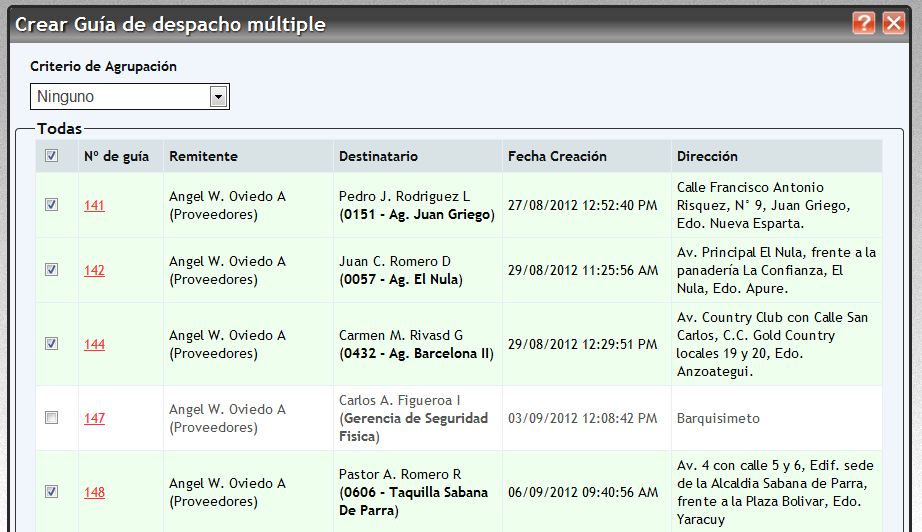 Crear Guía de despacho múltiple
Criterio de Agrupación
Ninguno
Todas
Nº de guía Remitente Destinatario Fecha Creación Dirección
141
Angel W. Oviedo A
(Proveedores)
Pedro J. Rodriguez L
(0151 - Ag. Juan Griego)
27/08/2012 12:52:40 PM
Calle Francisco Antonio
Risquez, N° 9, Juan Griego,
Edo. Nueva Esparta.
142
Angel W. Oviedo A
(Proveedores)
Juan C. Romero D
(0057 - Ag. El Nula)
29/08/2012 11:25:56 AM
Av. Principal El Nula, frente a la
panadería La Confianza, El
Nula, Edo. Apure.
144
Angel W. Oviedo A
(Proveedores)
Carmen M. Rivasd G
(0432 - Ag. Barcelona II)
29/08/2012 12:29:51 PM
Av. Country Club con Calle San
Carlos, C.C. Gold Country
locales 19 y 20, Edo.
Anzoategui.
147
Angel W. Oviedo A
(Proveedores)
Carlos A. Figueroa I
(Gerencia de Seguridad
Fisica)
03/09/2012 12:08:42 PM
Barquisimeto
148
Angel W. Oviedo A
(Proveedores)
Pastor A. Romero R
(0606 - Taquilla Sabana
De Parra)
06/09/2012 09:40:56 AM
Av. 4 con calle 5 y 6, Edif. sede
de la Alcaldia Sabana de Parra,
frente a la Plaza Bolivar, Edo.
Yaracuy